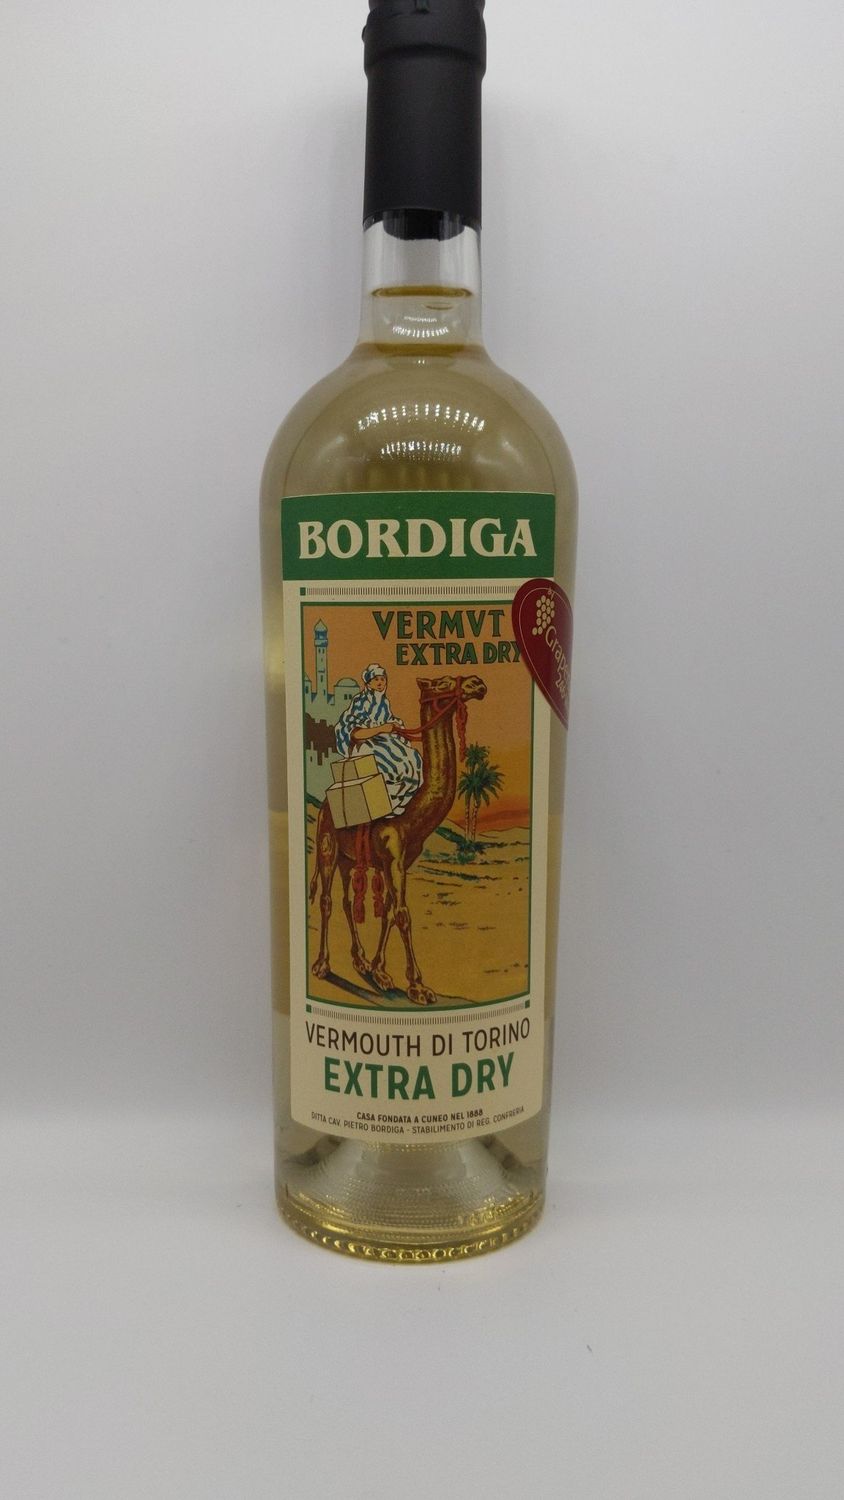 BORDIGA
VERMVT
EXTRA DRY
BY
VERMOUTH DI TORINO
EXTRA DRY
CASA FONDATA A CUNEO NEL 1888
DITTA CAV. PIETRO BORDIGA - STABILIMENTO DI REG. CONFRERIA